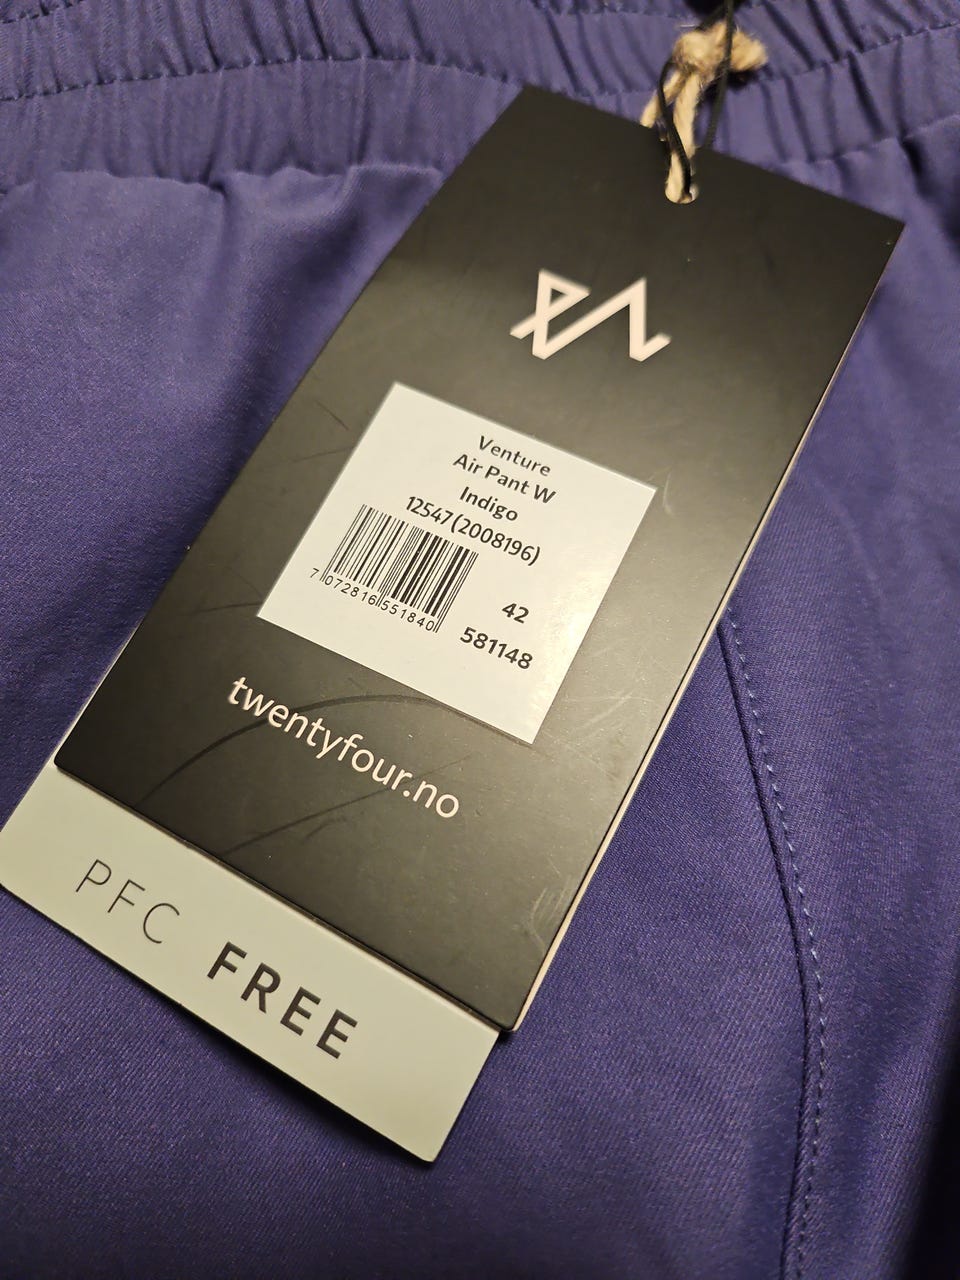 Venture
Air Pant W
Indigo
12547(2008196)
7 072816 551840
42
581148
twentyfour.no
PFC FREE